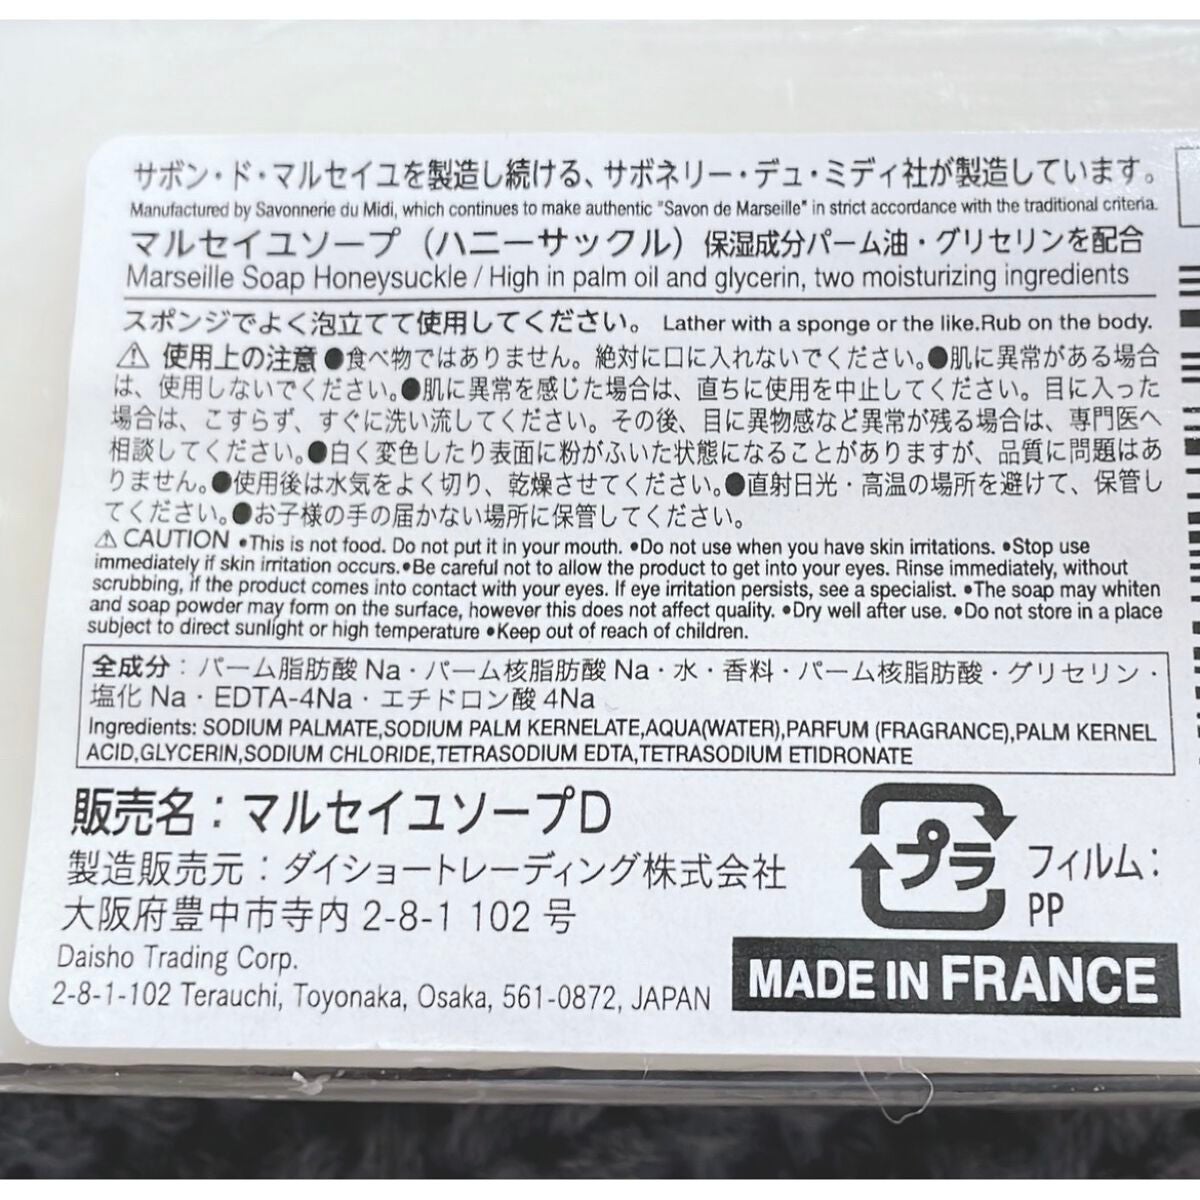 サボン・ド・マルセイユを製造し続ける、サボネリー・デュ・ミディ社が製造しています。
Manufactured by Savonnerie du Midi, which continues to make authentic "Savon de Marseille" in strict accordance with the traditional criteria.
マルセイユソープ（ハニーサックル）保湿成分パーム油・グリセリンを配合
Marseille Soap Honeysuckle / High in palm oil and glycerin, two moisturizing ingredients
スポンジでよく泡立てて使用してください。 Lather with a sponge or the like.Rub on the body.
⚠ 使用上の注意 ●食べ物ではありません。絶対に口に入れないでください。●肌に異常がある場合
は、使用しないでください。●肌に異常を感じた場合は、直ちに使用を中止してください。目に入った
場合は、こすらず、すぐに洗い流してください。その後、目に異物感など異常が残る場合は、専門医へ
相談してください。●白く変色したり表面に粉がふいた状態になることがありますが、品質に問題はあ
りません。●使用後は水気をよく切り、乾燥させてください。●直射日光・高温の場所を避けて、保管し
てください。●お子様の手の届かない場所に保管してください。
⚠ CAUTION •This is not food. Do not put it in your mouth. •Do not use when you have skin irritations. •Stop use
immediately if skin irritation occurs.•Be careful not to allow the product to get into your eyes. Rinse immediately, without
scrubbing, if the product comes into contact with your eyes. If eye irritation persists, see a specialist. •The soap may whiten
and soap powder may form on the surface, however this does not affect quality. •Dry well after use. •Do not store in a place
subject to direct sunlight or high temperature •Keep out of reach of children.
全成分：パーム脂肪酸 Na・パーム核脂肪酸 Na・水・香料・パーム核脂肪酸・グリセリン・
塩化 Na・EDTA-4Na・エチドロン酸 4Na
Ingredients: SODIUM PALMATE,SODIUM PALM KERNELATE,AQUA(WATER),PARFUM (FRAGRANCE),PALM KERNEL
ACID,GLYCERIN,SODIUM CHLORIDE,TETRASODIUM EDTA,TETRASODIUM ETIDRONATE
販売名：マルセイユソープD
製造販売元：ダイショートレーディング株式会社
大阪府豊中市寺内 2-8-1 102 号
Daisho Trading Corp.
2-8-1-102 Terauchi, Toyonaka, Osaka, 561-0872, JAPAN
プラ
フィルム：
PP
MADE IN FRANCE